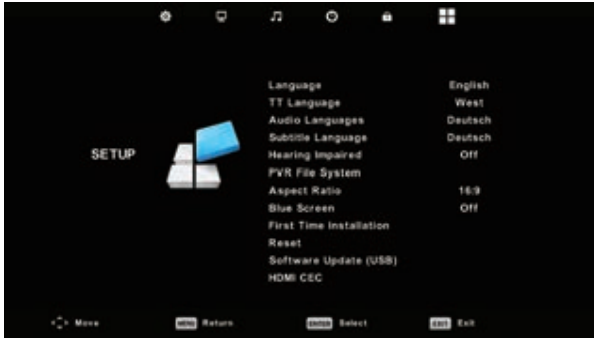 Language English
TT Language West
Audio Languages Deutsch
Subtitle Language Deutsch
SETUP
Hearing Impaired Off
PVR File System
Aspect Ratio 16:9
Blue Screen Off
First Time Installation
Reset
Software Update (USB)
HDMI CEC
Move MENU Return ENTER Select EXIT Exit